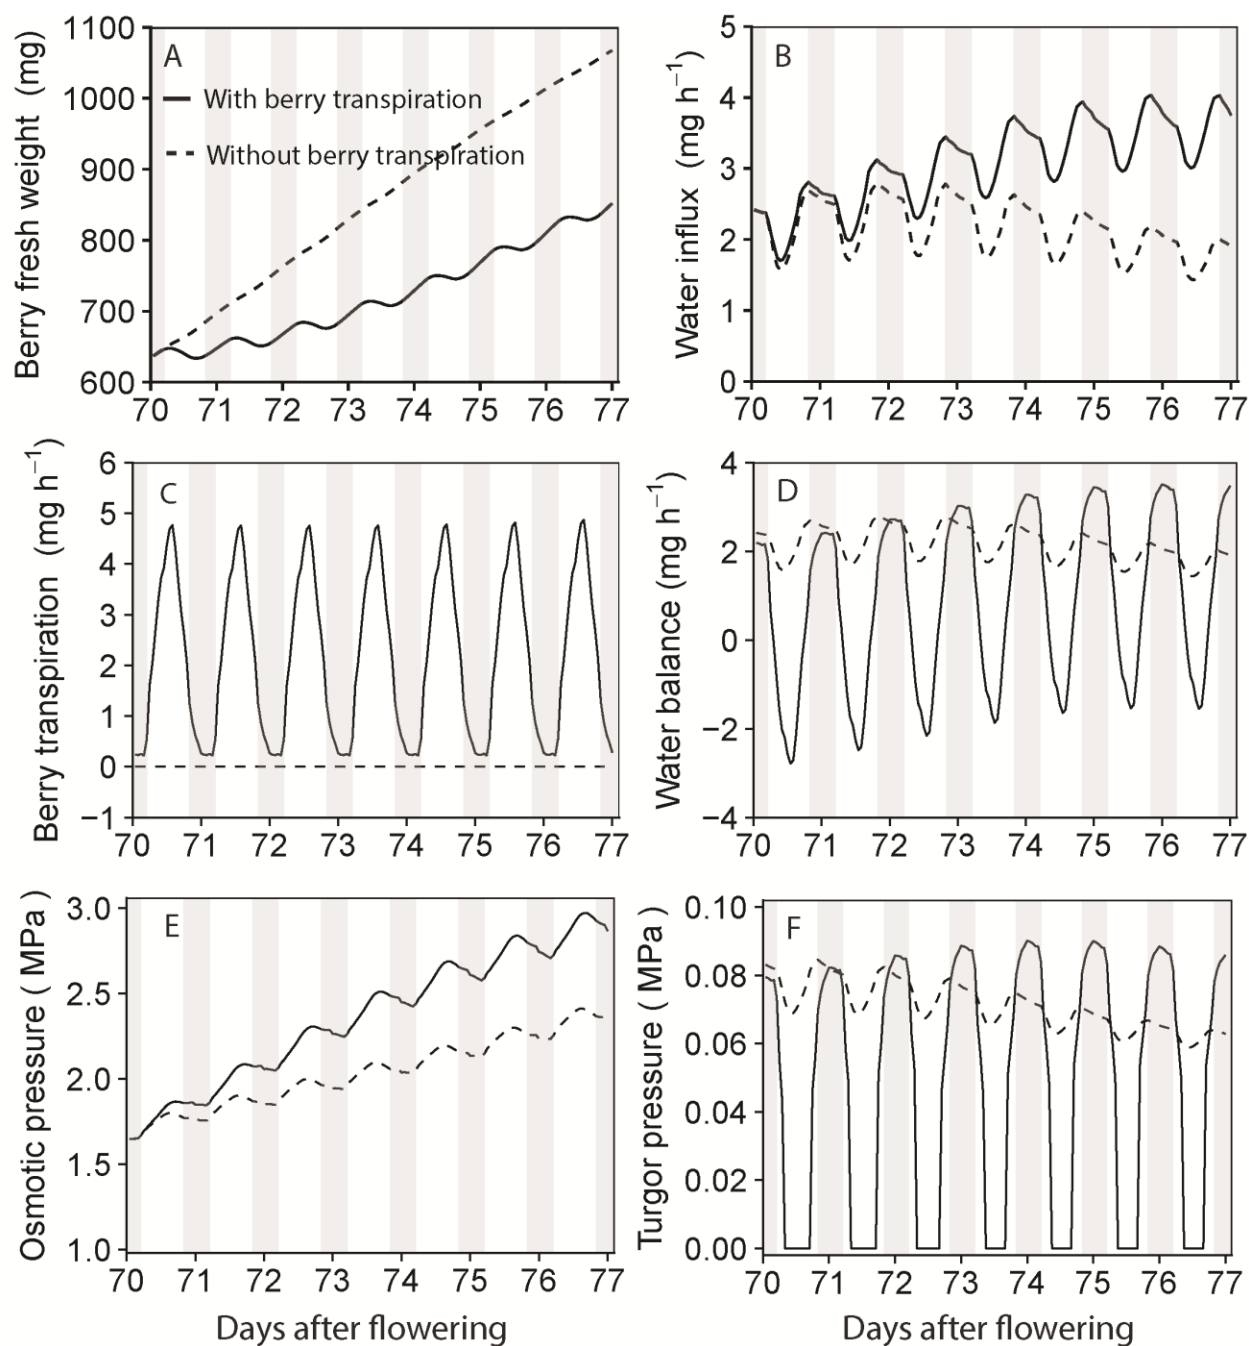 A
Berry fresh weight (mg)
1100
1000
900
800
700
600
With berry transpiration
Without berry transpiration
70 71 72 73 74 75 76 77
B
Water influx (mg h⁻¹)
5
4
3
2
1
0
70 71 72 73 74 75 76 77
C
Berry transpiration (mg h⁻¹)
6
5
4
3
2
1
0
−1
70 71 72 73 74 75 76 77
D
Water balance (mg h⁻¹)
4
2
0
−2
−4
70 71 72 73 74 75 76 77
E
Osmotic pressure ( MPa )
3.0
2.5
2.0
1.5
1.0
70 71 72 73 74 75 76 77
Days after flowering
F
Turgor pressure ( MPa )
0.10
0.08
0.06
0.04
0.02
0.00
70 71 72 73 74 75 76 77
Days after flowering